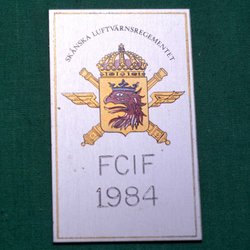 SKÅNSKA LUFTVÄRNSREGEMENTET
FCIF
1984